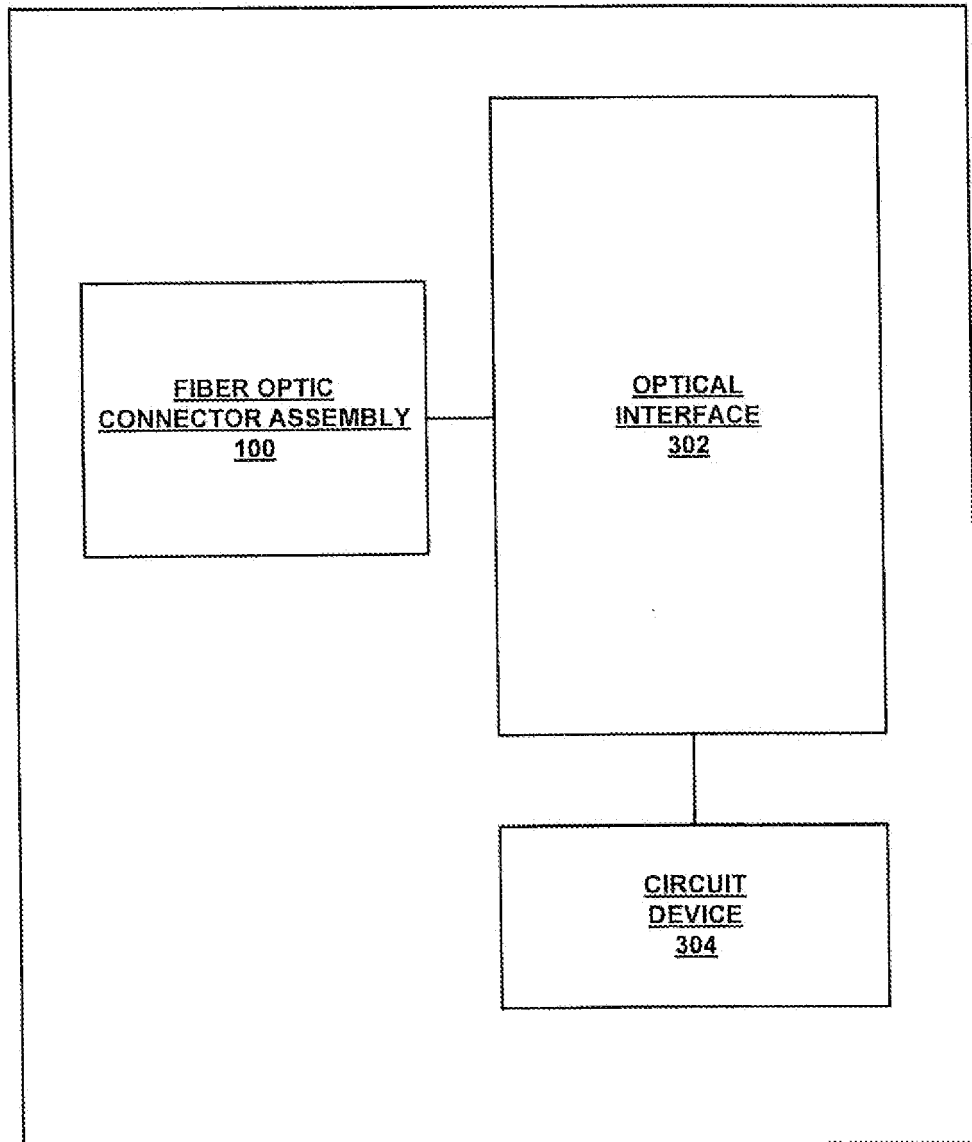 FIBER OPTIC
CONNECTOR ASSEMBLY
100
OPTICAL
INTERFACE
302
CIRCUIT
DEVICE
304